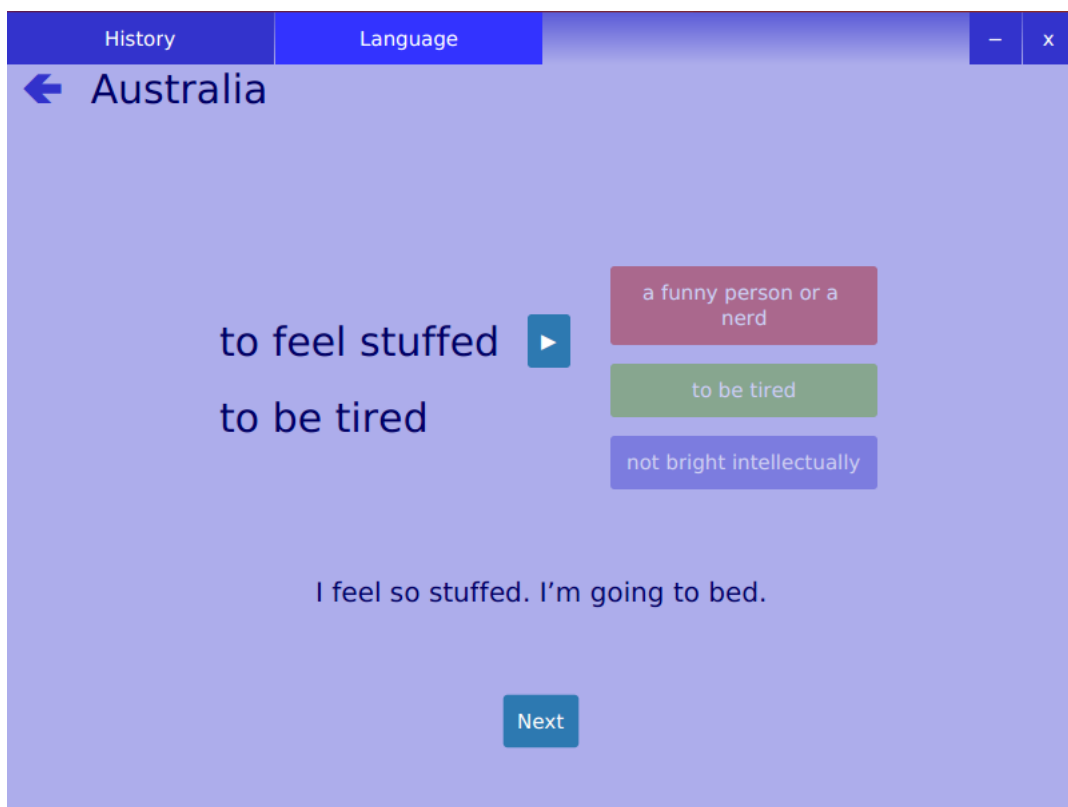 History
Language
–
x
Australia
to feel stuffed
to be tired
a funny person or a
nerd
to be tired
not bright intellectually
I feel so stuffed. I’m going to bed.
Next